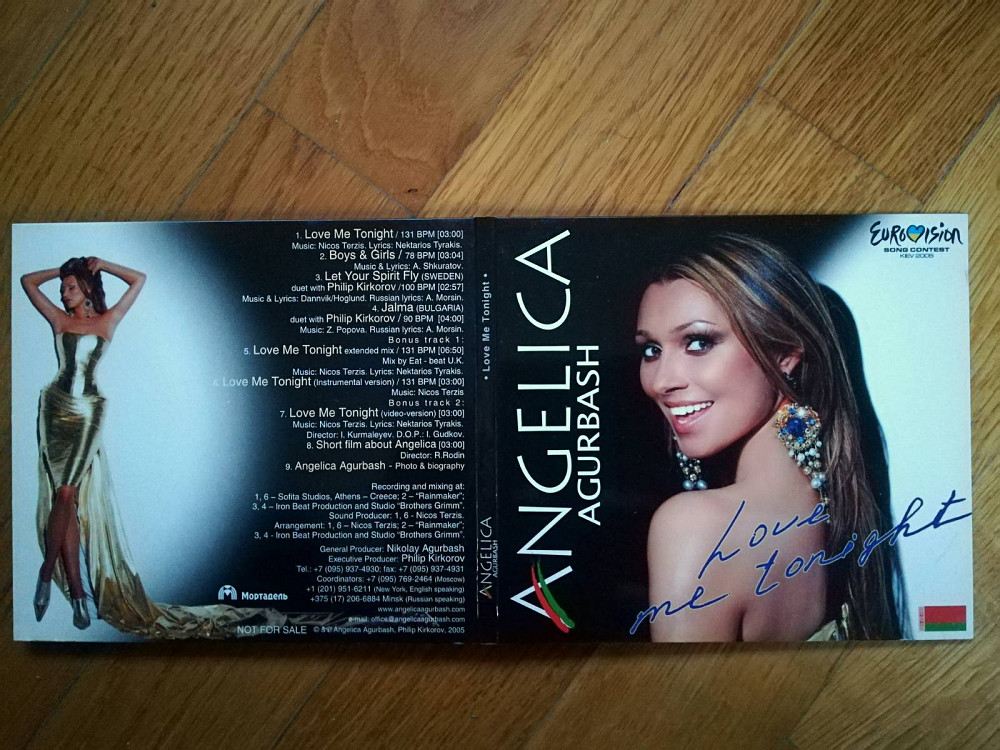 1. Love Me Tonight / 131 BPM [03:00]
Music: Nicos Terzis. Lyrics: Nektarios Tyrakis.
2. Boys & Girls / 78 BPM [03:04]
Music & Lyrics: A. Shkuratov.
3. Let Your Spirit Fly (SWEDEN)
duet with Philip Kirkorov /100 BPM [02:57]
Music & Lyrics: Dannvik/Hoglund. Russian lyrics: A. Morsin.
4. Jalma (BULGARIA)
duet with Philip Kirkorov / 90 BPM [04:00]
Music: Z. Popova. Russian lyrics: A. Morsin.
Bonus track 1:
5. Love Me Tonight extended mix / 131 BPM [06:50]
Mix by Eat - beat U.K.
Music: Nicos Terzis. Lyrics: Nektarios Tyrakis.
6. Love Me Tonight (Instrumental version) / 131 BPM [03:00]
Music: Nicos Terzis
Bonus track 2:
7. Love Me Tonight (video-version) [03:00]
Music: Nicos Terzis. Lyrics: Nektarios Tyrakis.
Director: I. Kurmaleyev. D.O.P.: I. Gudkov.
8. Short film about Angelica [03:00]
Director: R.Rodin
9. Angelica Agurbash - Photo & biography
Recording and mixing at:
1, 6 – Sofita Studios, Athens – Greece; 2 – "Rainmaker";
3, 4 – Iron Beat Production and Studio "Brothers Grimm".
Sound Producer: 1, 6 - Nicos Terzis.
Arrangement: 1, 6 – Nicos Terzis; 2 – "Rainmaker";
3, 4 - Iron Beat Production and Studio "Brothers Grimm".
General Producer: Nikolay Agurbash
Executive Producer: Philip Kirkorov
Tel.: +7 (095) 937-4930; fax: +7 (095) 937-4931
Coordinators: +7 (095) 769-2464 (Moscow)
+1 (201) 951-6211 (New York, English speaking)
+375 (17) 206-6884 Minsk (Russian speaking)
www.angelicaagurbash.com
e-mail: office@angelicaagurbash.com
Мортадель
NOT FOR SALE © & ℗ Angelica Agurbash, Philip Kirkorov, 2005
• Love Me Tonight •
ANGELICA
AGURBASH
ANGELICA
AGURBASH
EUROVISION
SONG CONTEST
KIEV 2005
Love
me tonight